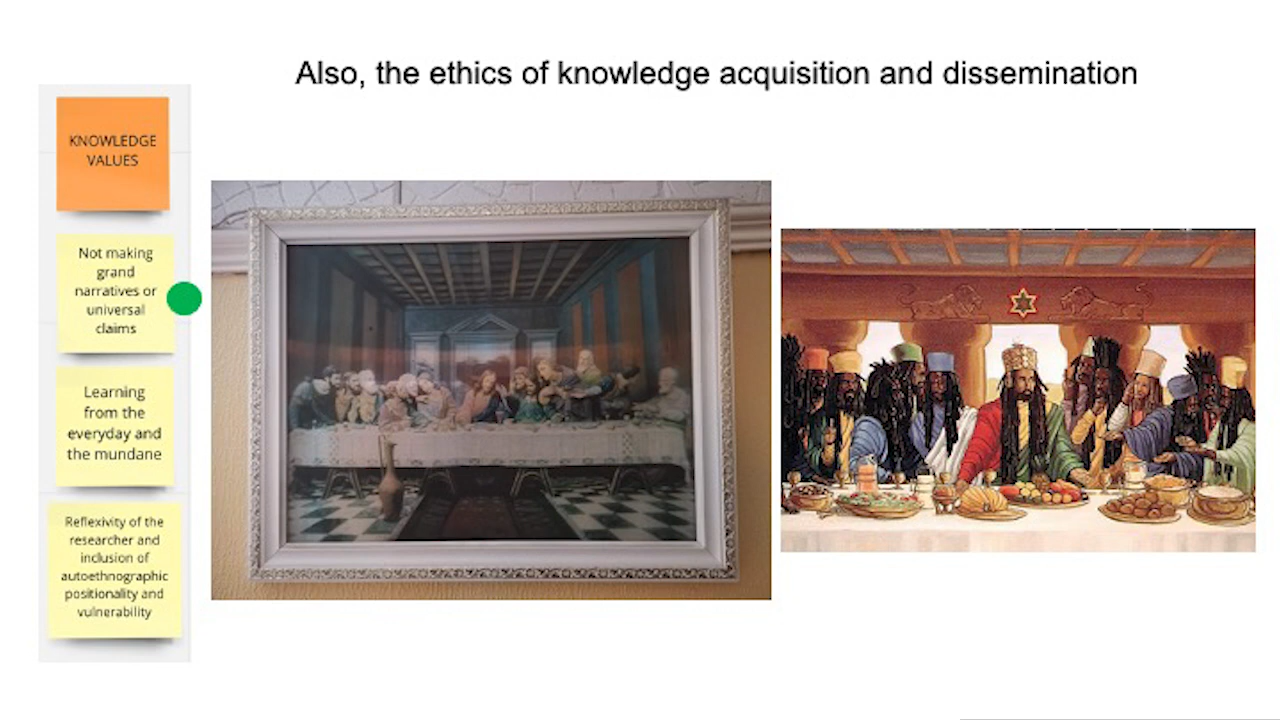 Also, the ethics of knowledge acquisition and dissemination
KNOWLEDGE
VALUES
Not making
grand
narratives or
universal
claims
Learning
from the
everyday and
the mundane
Reflexivity of the
researcher and
inclusion of
autoethnographic
positionality and
vulnerability